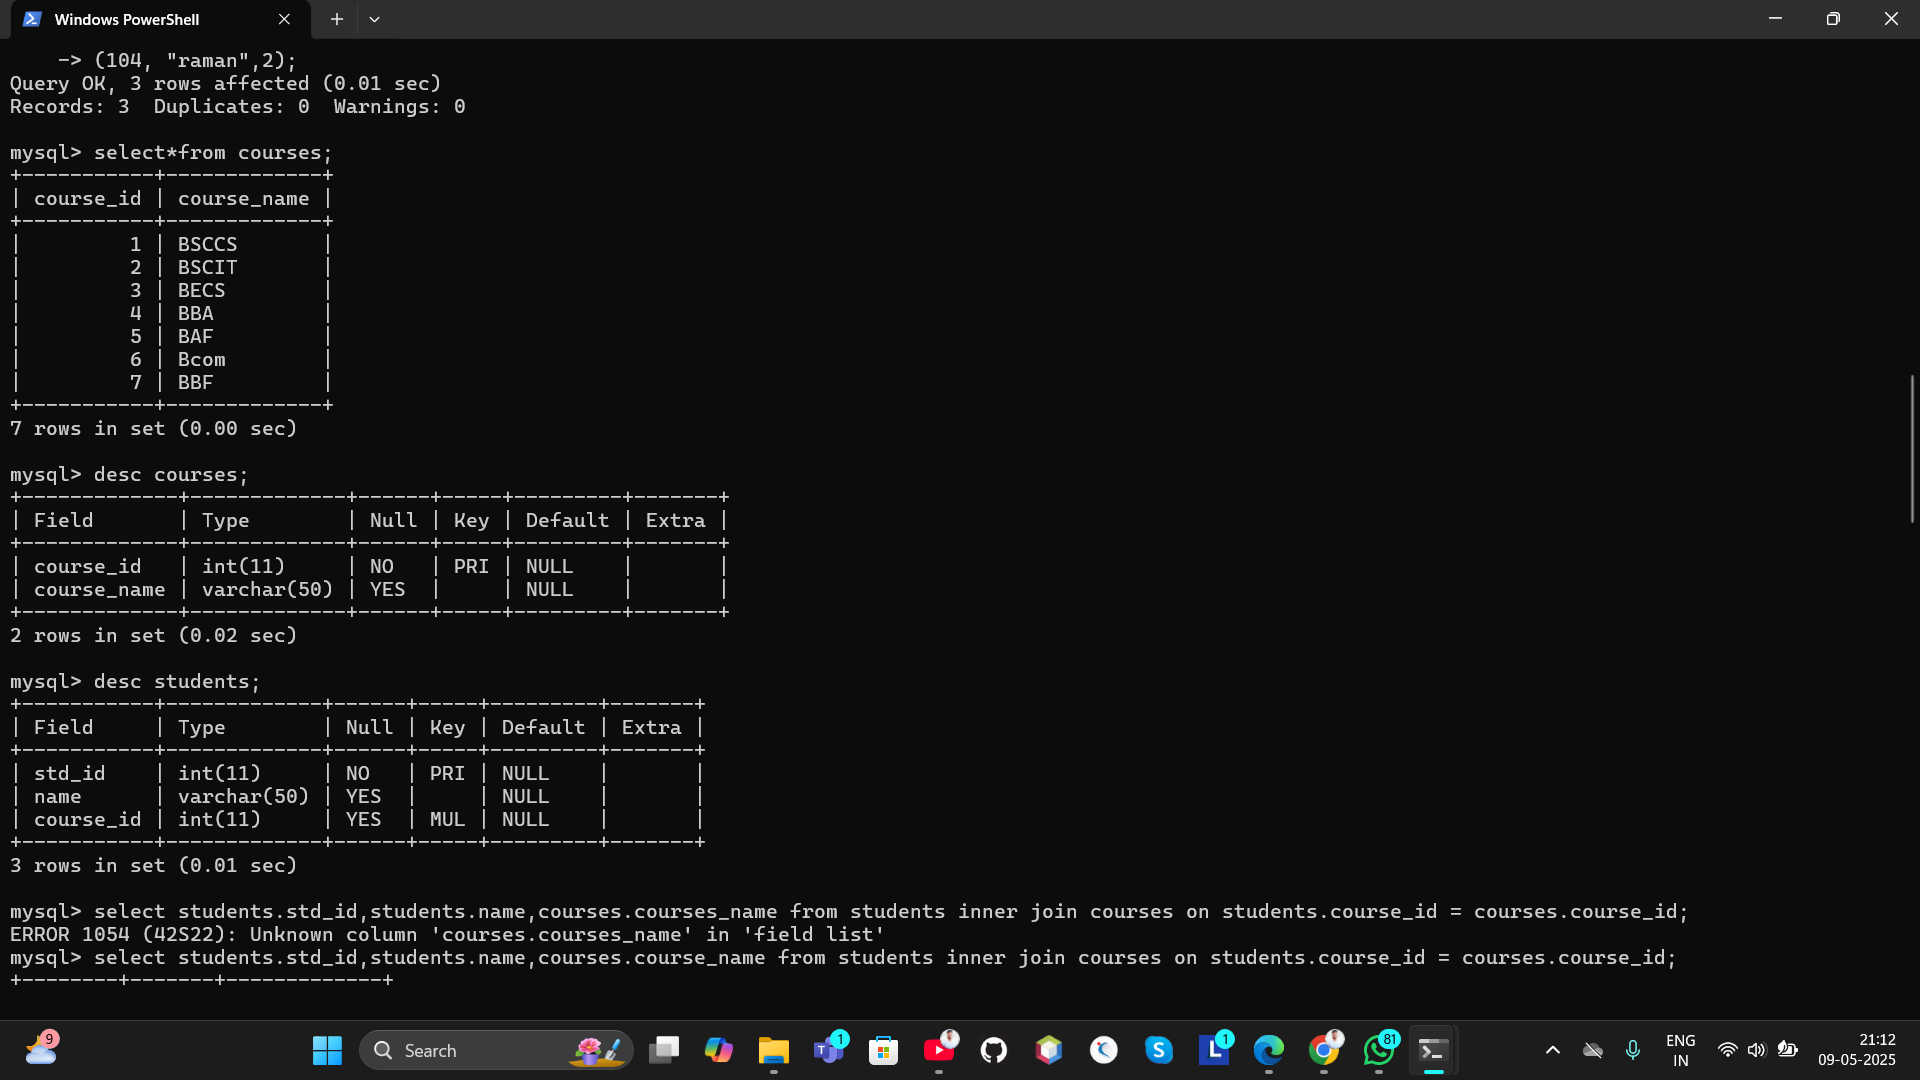 Windows PowerShell
    -> (104, "raman",2);
Query OK, 3 rows affected (0.01 sec)
Records: 3  Duplicates: 0  Warnings: 0

mysql> select*from courses;
+-----------+-------------+
| course_id | course_name |
+-----------+-------------+
|         1 | BSCCS       |
|         2 | BSCIT       |
|         3 | BECS        |
|         4 | BBA         |
|         5 | BAF         |
|         6 | Bcom        |
|         7 | BBF         |
+-----------+-------------+
7 rows in set (0.00 sec)

mysql> desc courses;
+-------------+-------------+------+-----+---------+-------+
| Field       | Type        | Null | Key | Default | Extra |
+-------------+-------------+------+-----+---------+-------+
| course_id   | int(11)     | NO   | PRI | NULL    |       |
| course_name | varchar(50) | YES  |     | NULL    |       |
+-------------+-------------+------+-----+---------+-------+
2 rows in set (0.02 sec)

mysql> desc students;
+-----------+-------------+------+-----+---------+-------+
| Field     | Type        | Null | Key | Default | Extra |
+-----------+-------------+------+-----+---------+-------+
| std_id    | int(11)     | NO   | PRI | NULL    |       |
| name      | varchar(50) | YES  |     | NULL    |       |
| course_id | int(11)     | YES  | MUL | NULL    |       |
+-----------+-------------+------+-----+---------+-------+
3 rows in set (0.01 sec)

mysql> select students.std_id,students.name,courses.courses_name from students inner join courses on students.course_id = courses.course_id;
ERROR 1054 (42S22): Unknown column 'courses.courses_name' in 'field list'
mysql> select students.std_id,students.name,courses.course_name from students inner join courses on students.course_id = courses.course_id;
+--------+-------+-------------+
9
Search
1
1
81
ENG
IN
21:12
09-05-2025